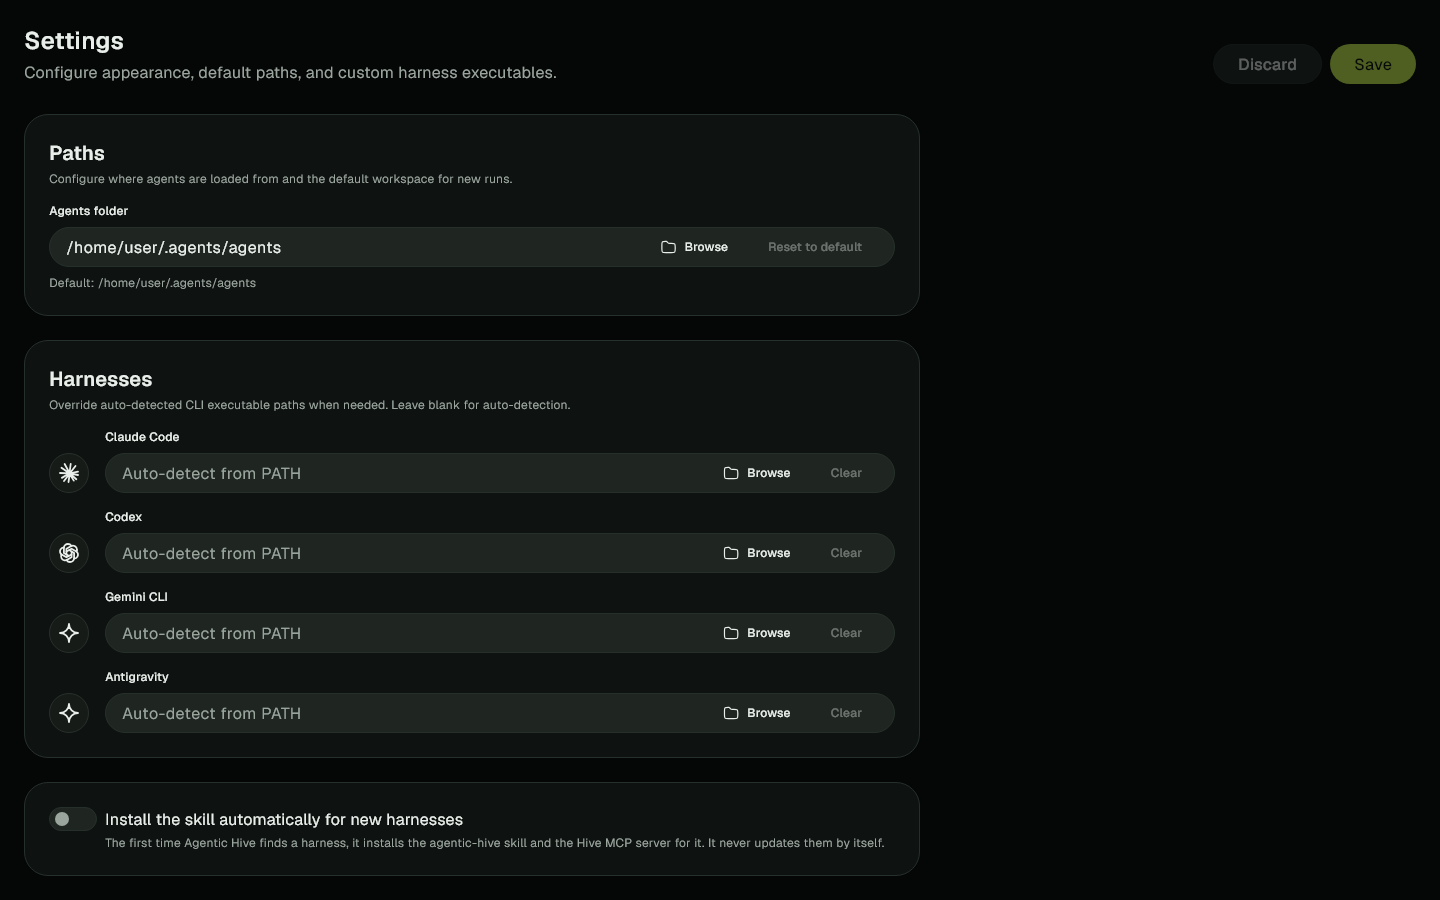 Settings
Configure appearance, default paths, and custom harness executables.
Discard
Save
Paths
Configure where agents are loaded from and the default workspace for new runs.
Agents folder
/home/user/.agents/agents
Browse
Reset to default
Default: /home/user/.agents/agents
Harnesses
Override auto-detected CLI executable paths when needed. Leave blank for auto-detection.
Claude Code
Auto-detect from PATH
Browse
Clear
Codex
Auto-detect from PATH
Browse
Clear
Gemini CLI
Auto-detect from PATH
Browse
Clear
Antigravity
Auto-detect from PATH
Browse
Clear
Install the skill automatically for new harnesses
The first time Agentic Hive finds a harness, it installs the agentic-hive skill and the Hive MCP server for it. It never updates them by itself.